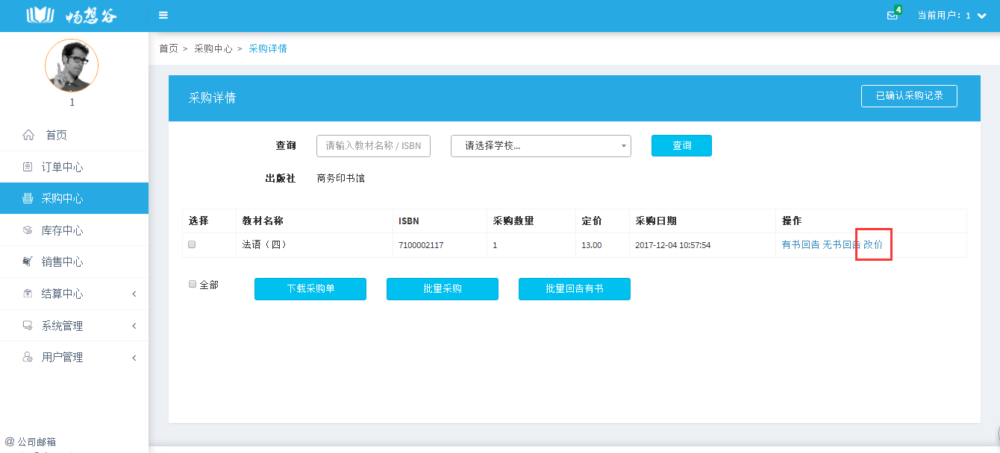 畅想谷
4
当前用户：1
首页 > 采购中心 > 采购详情
1
首页
订单中心
采购中心
库存中心
销售中心
结算中心
系统管理
用户管理
@ 公司邮箱
采购详情
已确认采购记录
查询 请输入教材名称 / ISBN 请选择学校... 查询
出版社 商务印书馆
选择 教材名称 ISBN 采购数量 定价 采购日期 操作
法语（四） 7100002117 1 13.00 2017-12-04 10:57:54 有书回告 无书回告 改价
全部 下载采购单 批量采购 批量回告有书